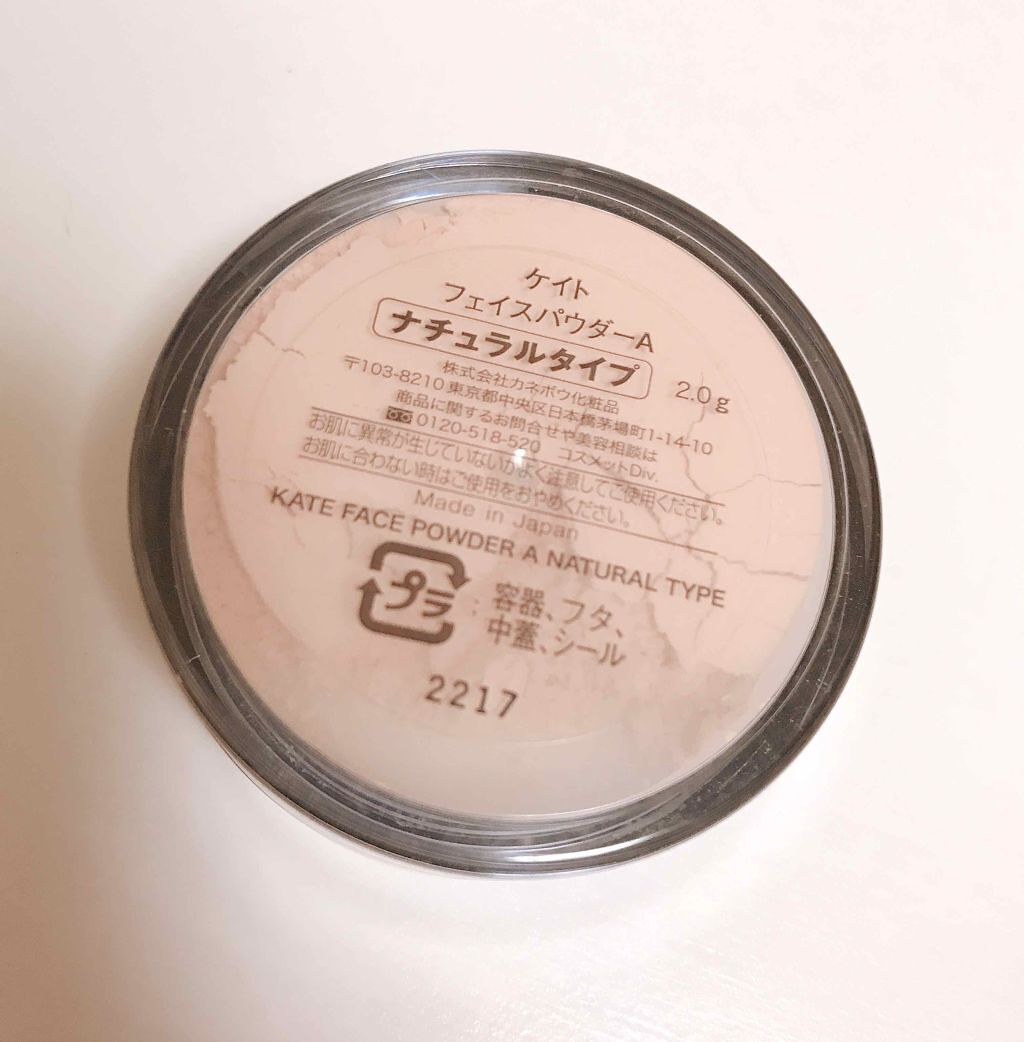 ケイト
フェイスパウダーA
ナチュラルタイプ 2.0g
株式会社カネボウ化粧品
〒103-8210 東京都中央区日本橋茅場町1-14-10
商品に関するお問合せや美容相談は
0120-518-520 コスメットDiv.
お肌に異常が生じていないかよく注意してご使用ください。
お肌に合わない時はご使用をおやめください。
Made in Japan
KATE FACE POWDER A NATURAL TYPE
プラ : 容器、フタ、
中蓋、シール
2217